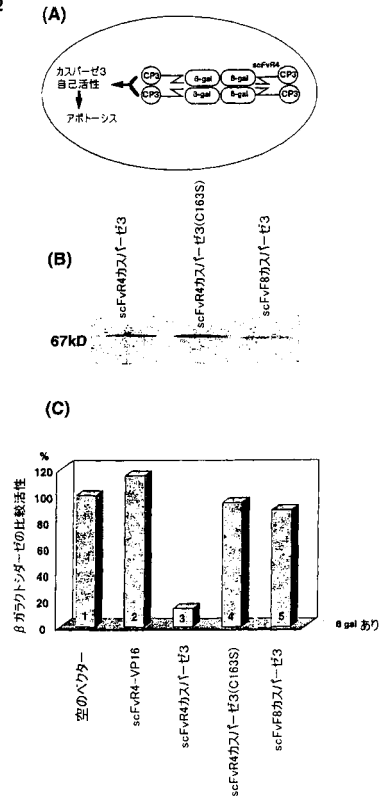 (A)
カスパーゼ3
自己活性
アポトーシス
CP3
CP3
β-gal
β-gal
β-gal
β-gal
scFvR4
CP3
CP3
(B)
scFvR4カスパーゼ3
scFvR4カスパーゼ3(C163S)
scFvF8カスパーゼ3
67kD
(C)
%
120
100
80
60
40
20
0
βガラクトシダーゼの比較活性
1
2
3
4
5
β gal あり
空のベクター
scFvR4-VP16
scFvR4カスパーゼ3
scFvR4カスパーゼ3(C163S)
scFvF8カスパーゼ3